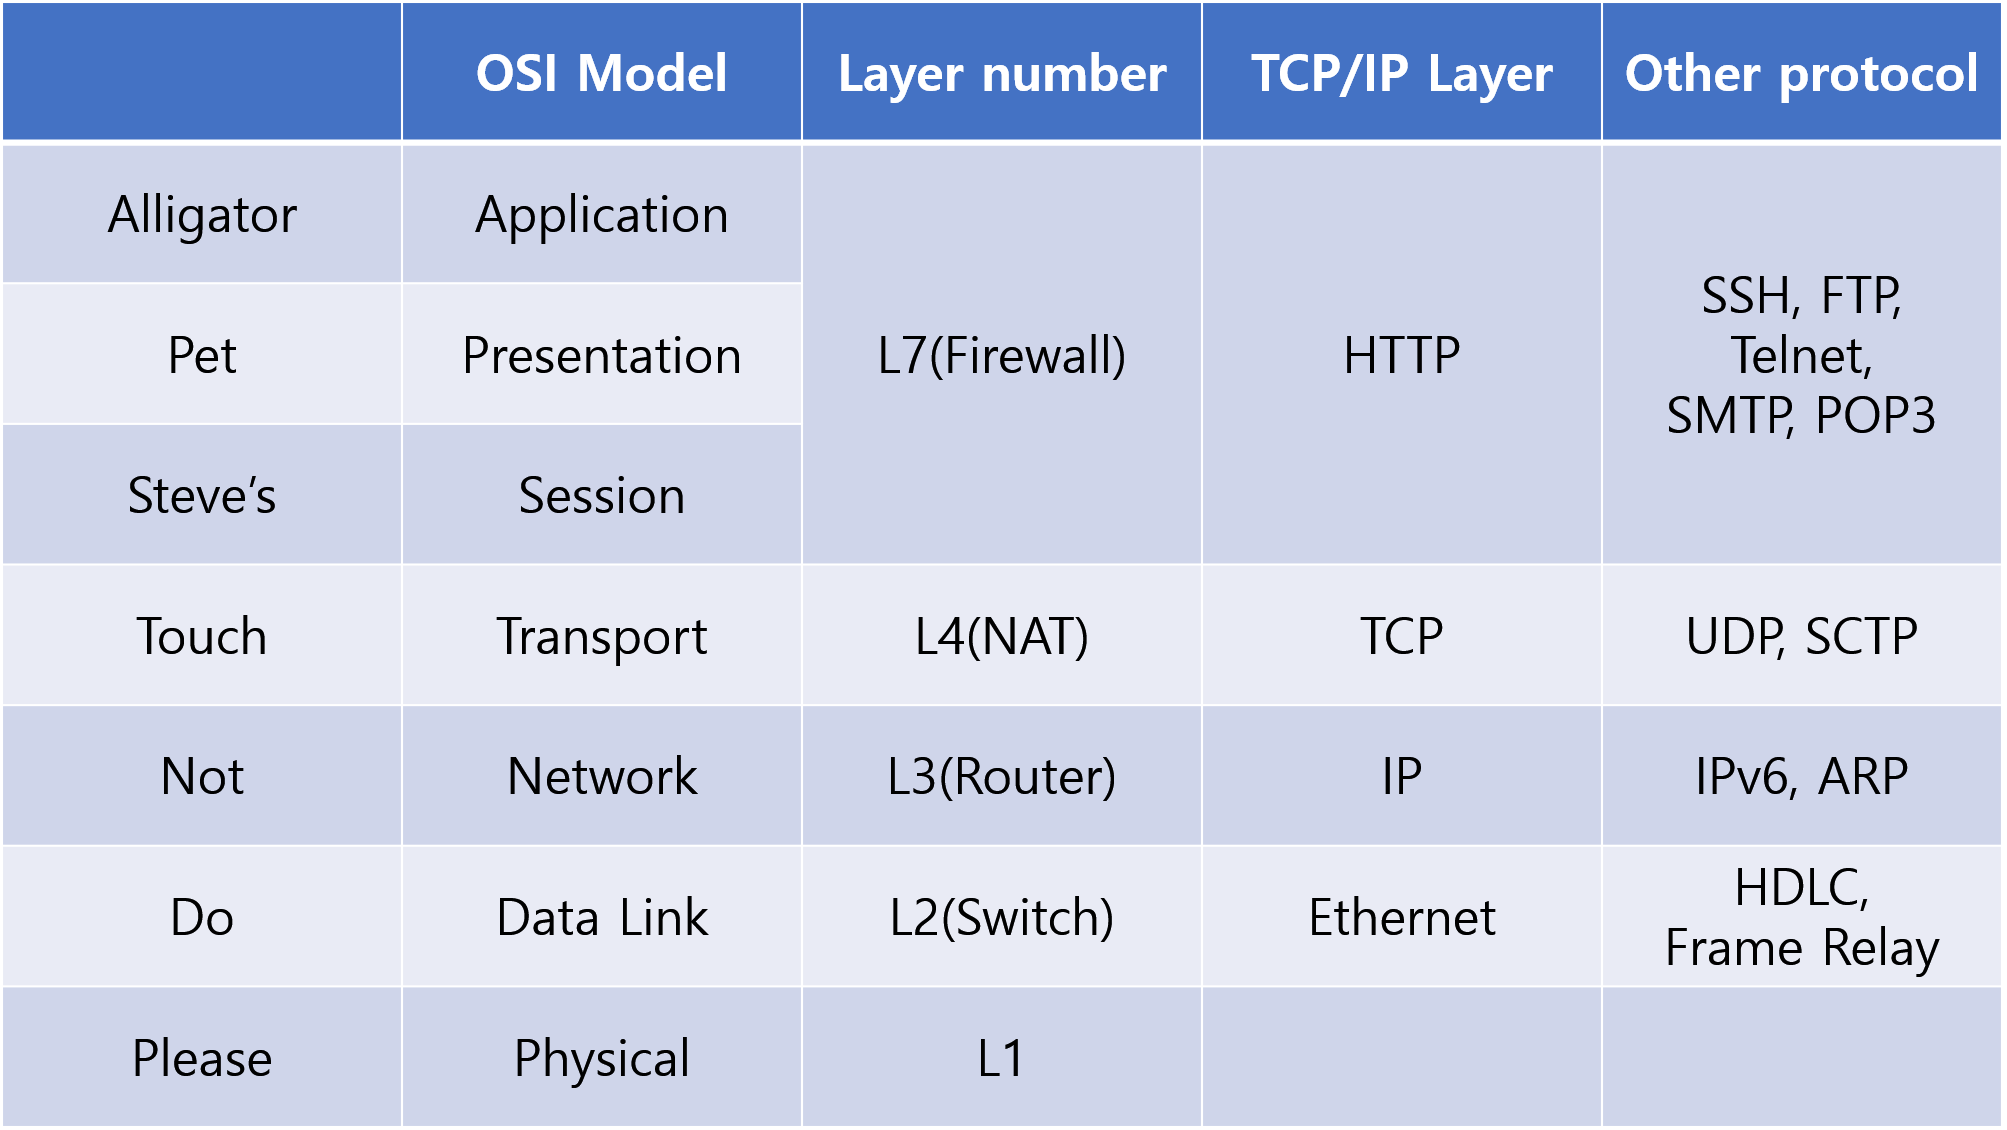 OSI Model Layer number TCP/IP Layer Other protocol
Alligator Application
Pet Presentation
Steve’s Session
L7(Firewall) HTTP
SSH, FTP,
Telnet,
SMTP, POP3
Touch Transport L4(NAT) TCP UDP, SCTP
Not Network L3(Router) IP IPv6, ARP
Do Data Link L2(Switch) Ethernet
HDLC,
Frame Relay
Please Physical L1